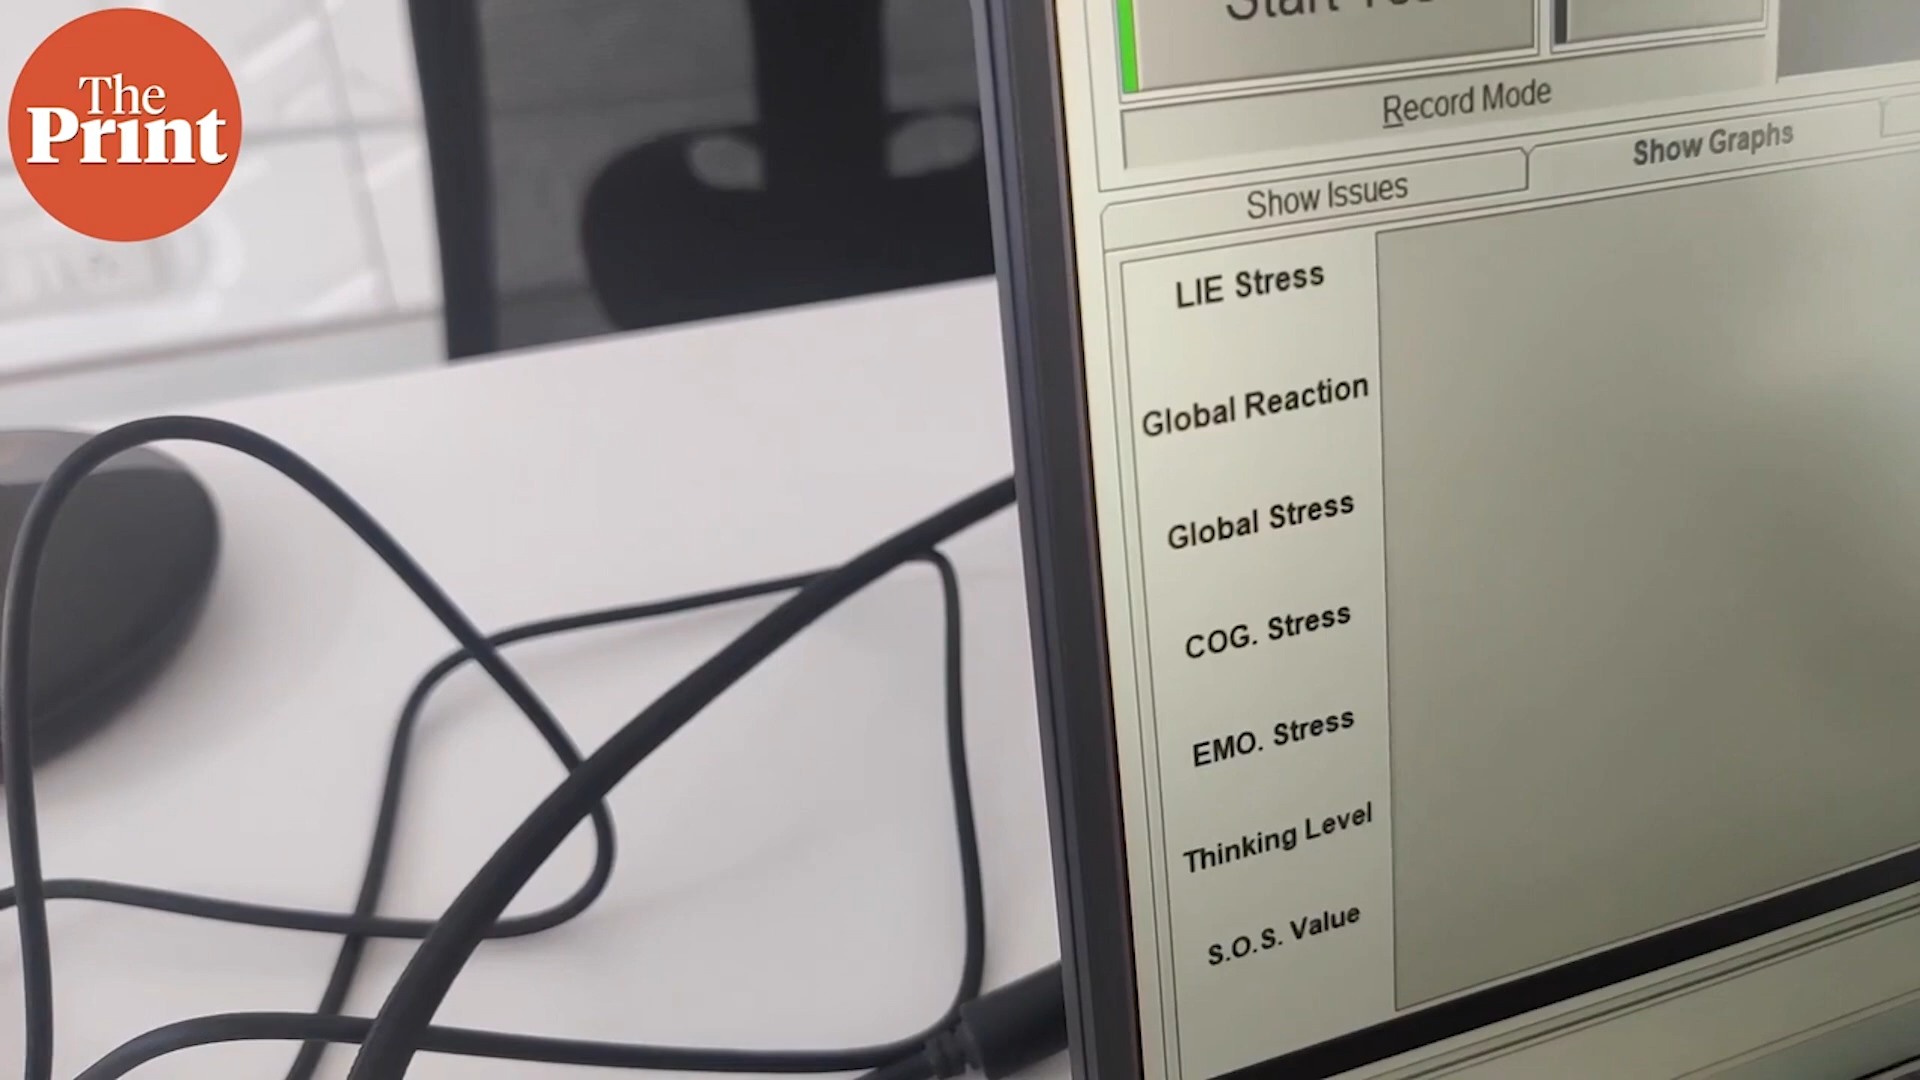 The
Print
Start
Record Mode
Show Issues
Show Graphs
LIE Stress
Global Reaction
Global Stress
COG. Stress
EMO. Stress
Thinking Level
S.O.S. Value